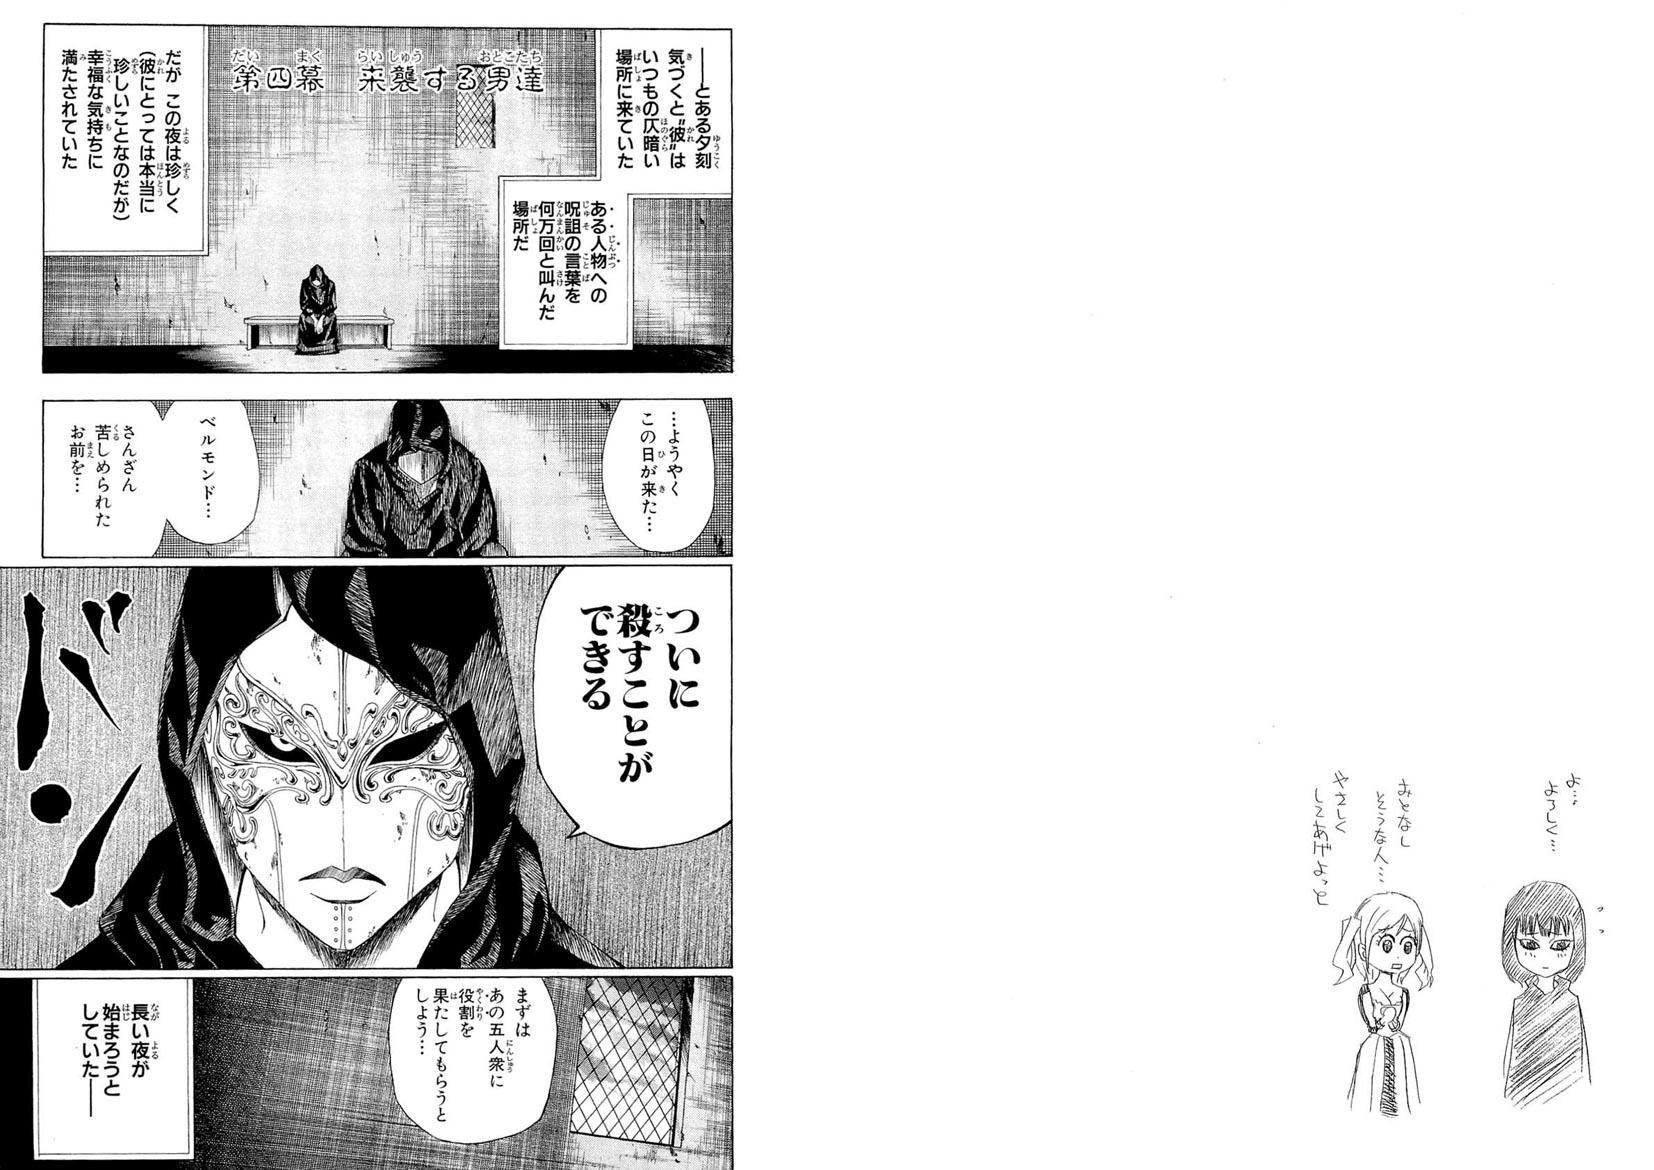 よ…
よろしく…
おとなし
そうな人…
やさしく
してあげよっと
第四幕 来襲する男達
──とある夕刻
気づくと〝彼〟は
いつもの仄暗い
場所に来ていた
ある人物への
呪詛の言葉を
何万回と叫んだ
場所だ
だが この夜は珍しく
(彼にとっては本当に
珍しいことなのだが)
幸福な気持ちに
満たされていた
…ようやく
この日が来た…
ベルモンド…
さんざん
苦しめられた
お前を…
ついに
殺すことが
できる
ドン
まずは
あの五人衆に
役割を
果たしてもらうと
しよう…
長い夜が
始まろうと
していた──